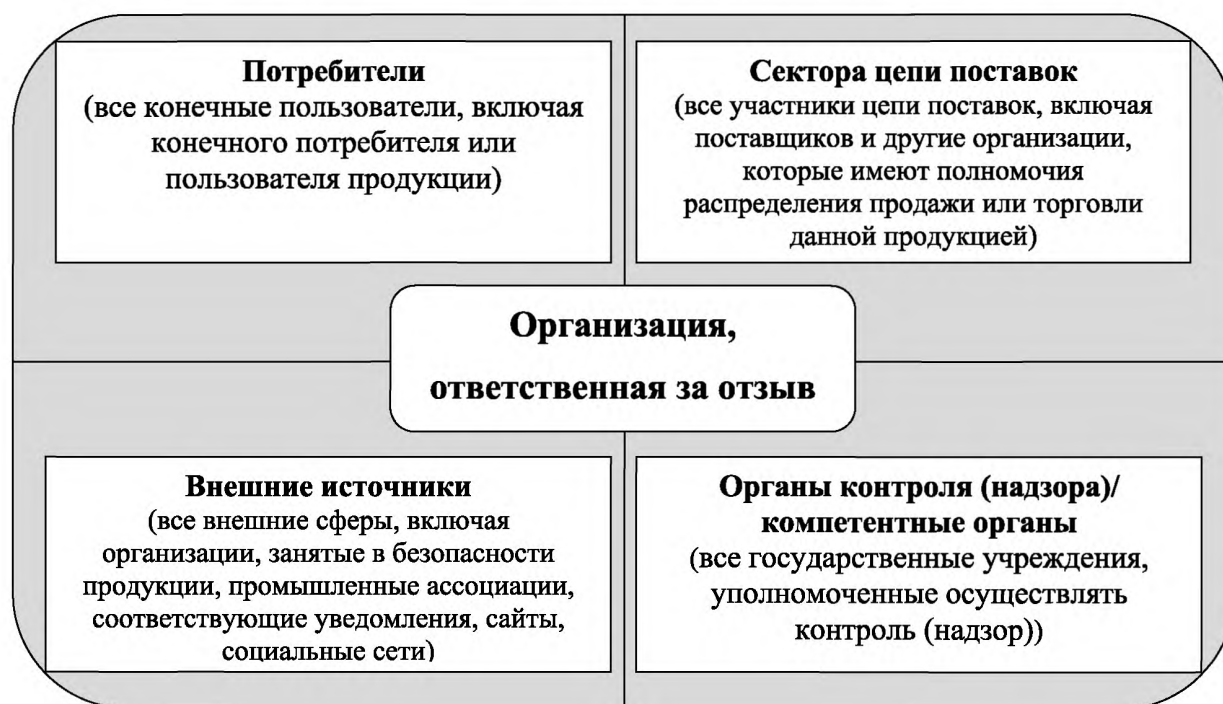 Потребители
(все конечные пользователи, включая
конечного потребителя или
пользователя продукции)
Сектора цепи поставок
(все участники цепи поставок, включая
поставщиков и другие организации,
которые имеют полномочия
распределения продажи или торговли
данной продукцией)
Организация,
ответственная за отзыв
Внешние источники
(все внешние сферы, включая
организации, занятые в безопасности
продукции, промышленные ассоциации,
соответствующие уведомления, сайты,
социальные сети)
Органы контроля (надзора)/
компетентные органы
(все государственные учреждения,
уполномоченные осуществлять
контроль (надзор))